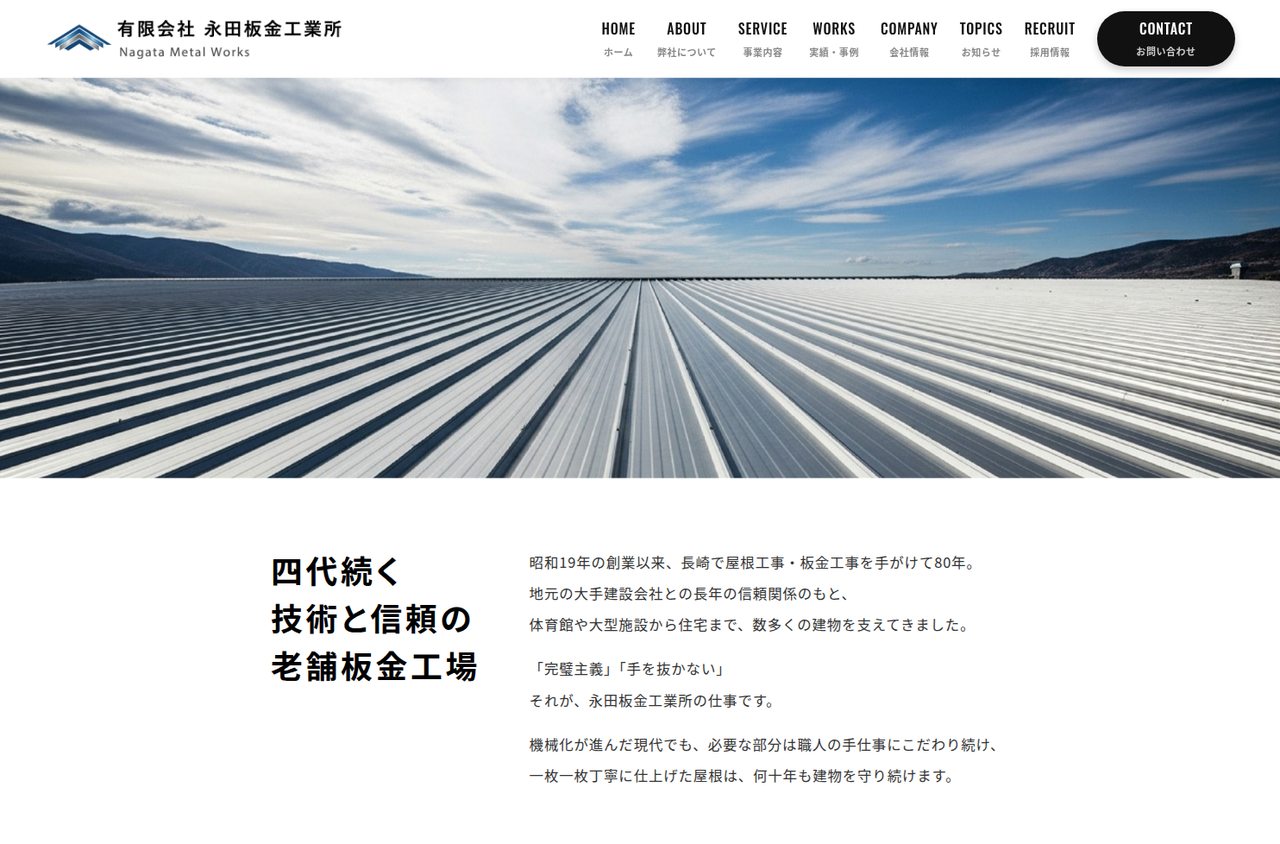 有限会社 永田板金工業所
Nagata Metal Works
HOME
ホーム
ABOUT
弊社について
SERVICE
事業内容
WORKS
実績・事例
COMPANY
会社情報
TOPICS
お知らせ
RECRUIT
採用情報
CONTACT
お問い合わせ
四代続く
技術と信頼の
老舗板金工場
昭和19年の創業以来、長崎で屋根工事・板金工事を手がけて80年。
地元の大手建設会社との長年の信頼関係のもと、
体育館や大型施設から住宅まで、数多くの建物を支えてきました。
「完璧主義」「手を抜かない」
それが、永田板金工業所の仕事です。
機械化が進んだ現代でも、必要な部分は職人の手仕事にこだわり続け、
一枚一枚丁寧に仕上げた屋根は、何十年も建物を守り続けます。